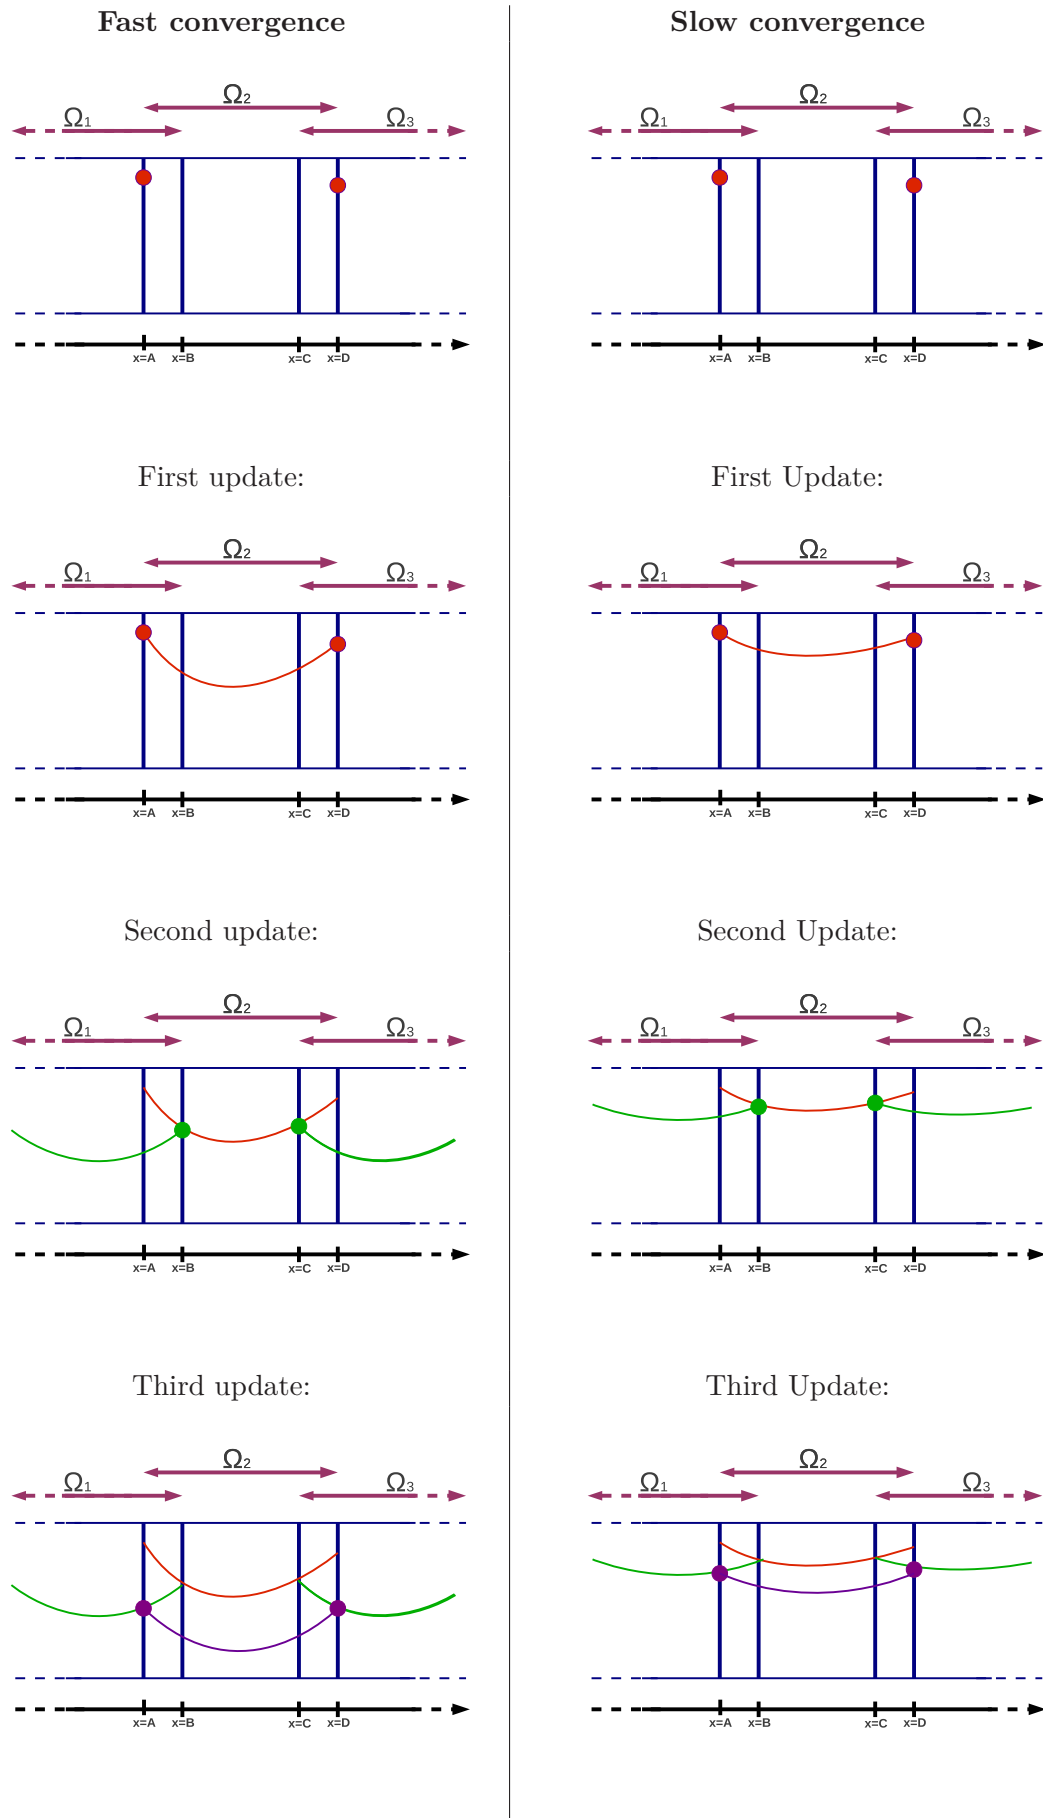 Fast convergence
Ω2
Ω1 Ω3
x=A x=B x=C x=D
First update:
Ω2
Ω1 Ω3
x=A x=B x=C x=D
Second update:
Ω2
Ω1 Ω3
x=A x=B x=C x=D
Third update:
Ω2
Ω1 Ω3
x=A x=B x=C x=D
Slow convergence
Ω2
Ω1 Ω3
x=A x=B x=C x=D
First Update:
Ω2
Ω1 Ω3
x=A x=B x=C x=D
Second Update:
Ω2
Ω1 Ω3
x=A x=B x=C x=D
Third Update:
Ω2
Ω1 Ω3
x=A x=B x=C x=D